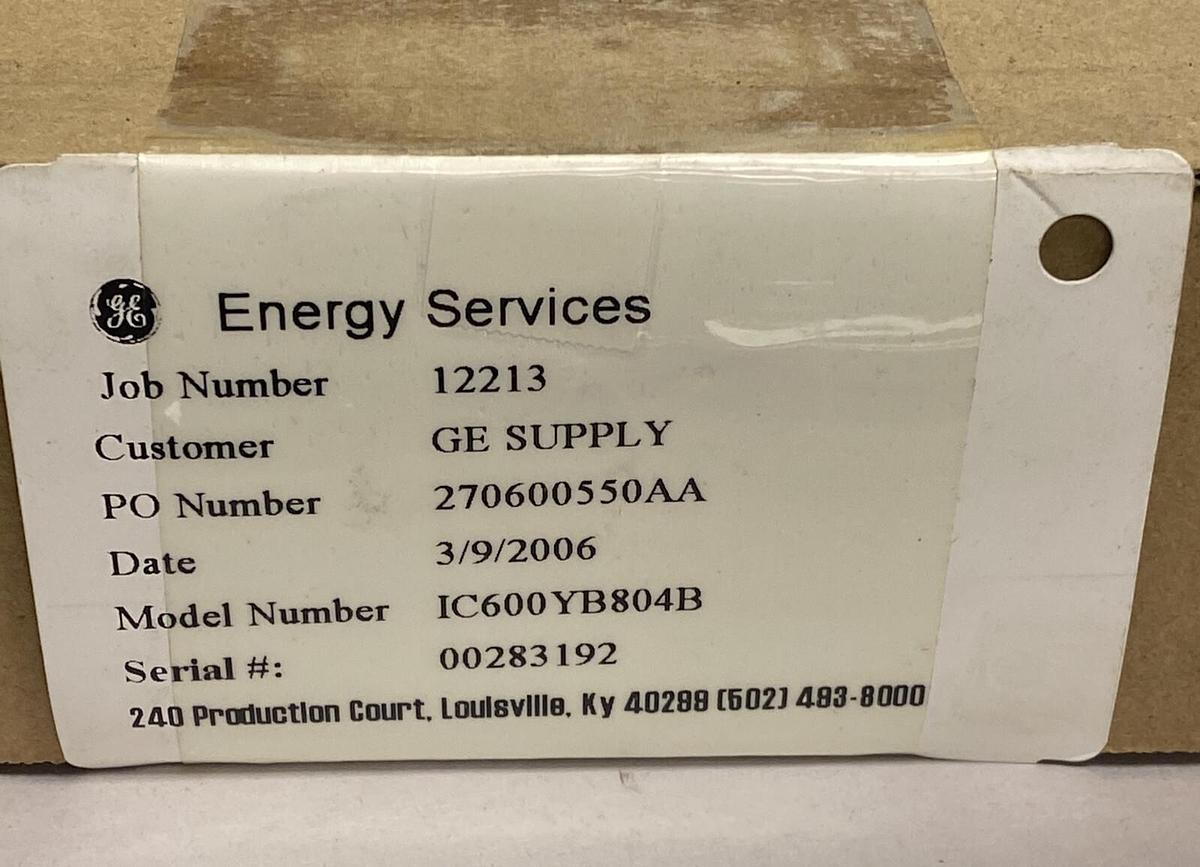 GE Energy Services
Job Number 12213
Customer GE SUPPLY
PO Number 270600550AA
Date 3/9/2006
Model Number IC600YB804B
Serial #: 00283192
240 Production Court, Louisville, Ky 40299 (502) 493-8000